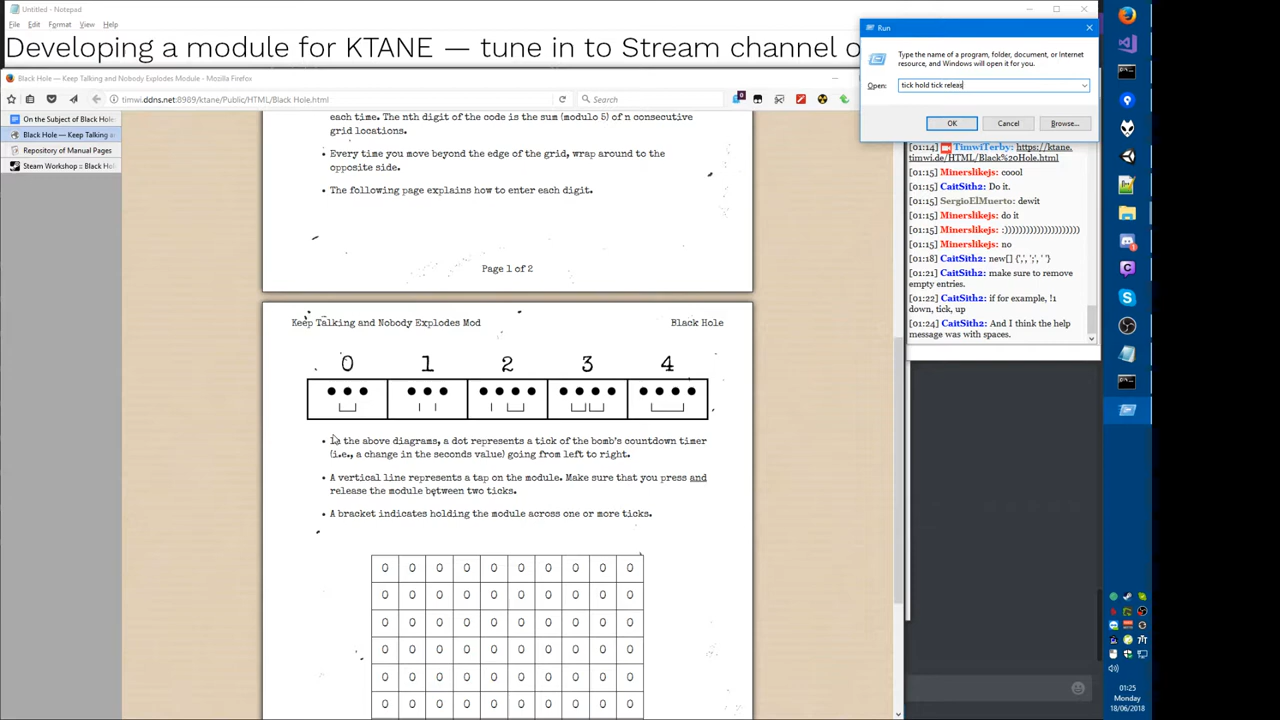 Untitled - Notepad
File Edit Format View Help
Developing a module for KTANE — tune in to Stream channel o
Black Hole — Keep Talking and Nobody Explodes Module - Mozilla Firefox
timwi.ddns.net:8989/ktane/Public/HTML/Black Hole.html
Search
On the Subject of Black Hole
Black Hole — Keep Talking a
Repository of Manual Pages
Steam Workshop :: Black Hol
each time. The nth digit of the code is the sum (modulo 5) of n consecutive
grid locations.
Every time you move beyond the edge of the grid, wrap around to the
opposite side.
The following page explains how to enter each digit.
Page 1 of 2
Keep Talking and Nobody Explodes Mod
Black Hole
0 1 2 3 4
In the above diagrams, a dot represents a tick of the bomb's countdown timer
(i.e., a change in the seconds value) going from left to right.
A vertical line represents a tap on the module. Make sure that you press and
release the module between two ticks.
A bracket indicates holding the module across one or more ticks.
0 0 0 0 0 0 0 0 0 0
0 0 0 0 0 0 0 0 0 0
0 0 0 0 0 0 0 0 0 0
0 0 0 0 0 0 0 0 0 0
0 0 0 0 0 0 0 0 0 0
0 0 0 0 0 0 0 0 0 0
Run
Type the name of a program, folder, document, or Internet
resource, and Windows will open it for you.
Open: tick hold tick releas
OK Cancel Browse...
[01:14] TimwiTerby: https://ktane.
timwi.de/HTML/Black%20Hole.html
[01:15] Minerslikejs: coool
[01:15] CaitSith2: Do it.
[01:15] SergioElMuerto: dewit
[01:15] Minerslikejs: do it
[01:15] Minerslikejs: :))))))))))))))))))))))
[01:15] Minerslikejs: no
[01:18] CaitSith2: new[] {',', ';', ' '}
[01:21] CaitSith2: make sure to remove
empty entries.
[01:22] CaitSith2: if for example, !1
down, tick, up
[01:24] CaitSith2: And I think the help
message was with spaces.
01:25
Monday
18/06/2018